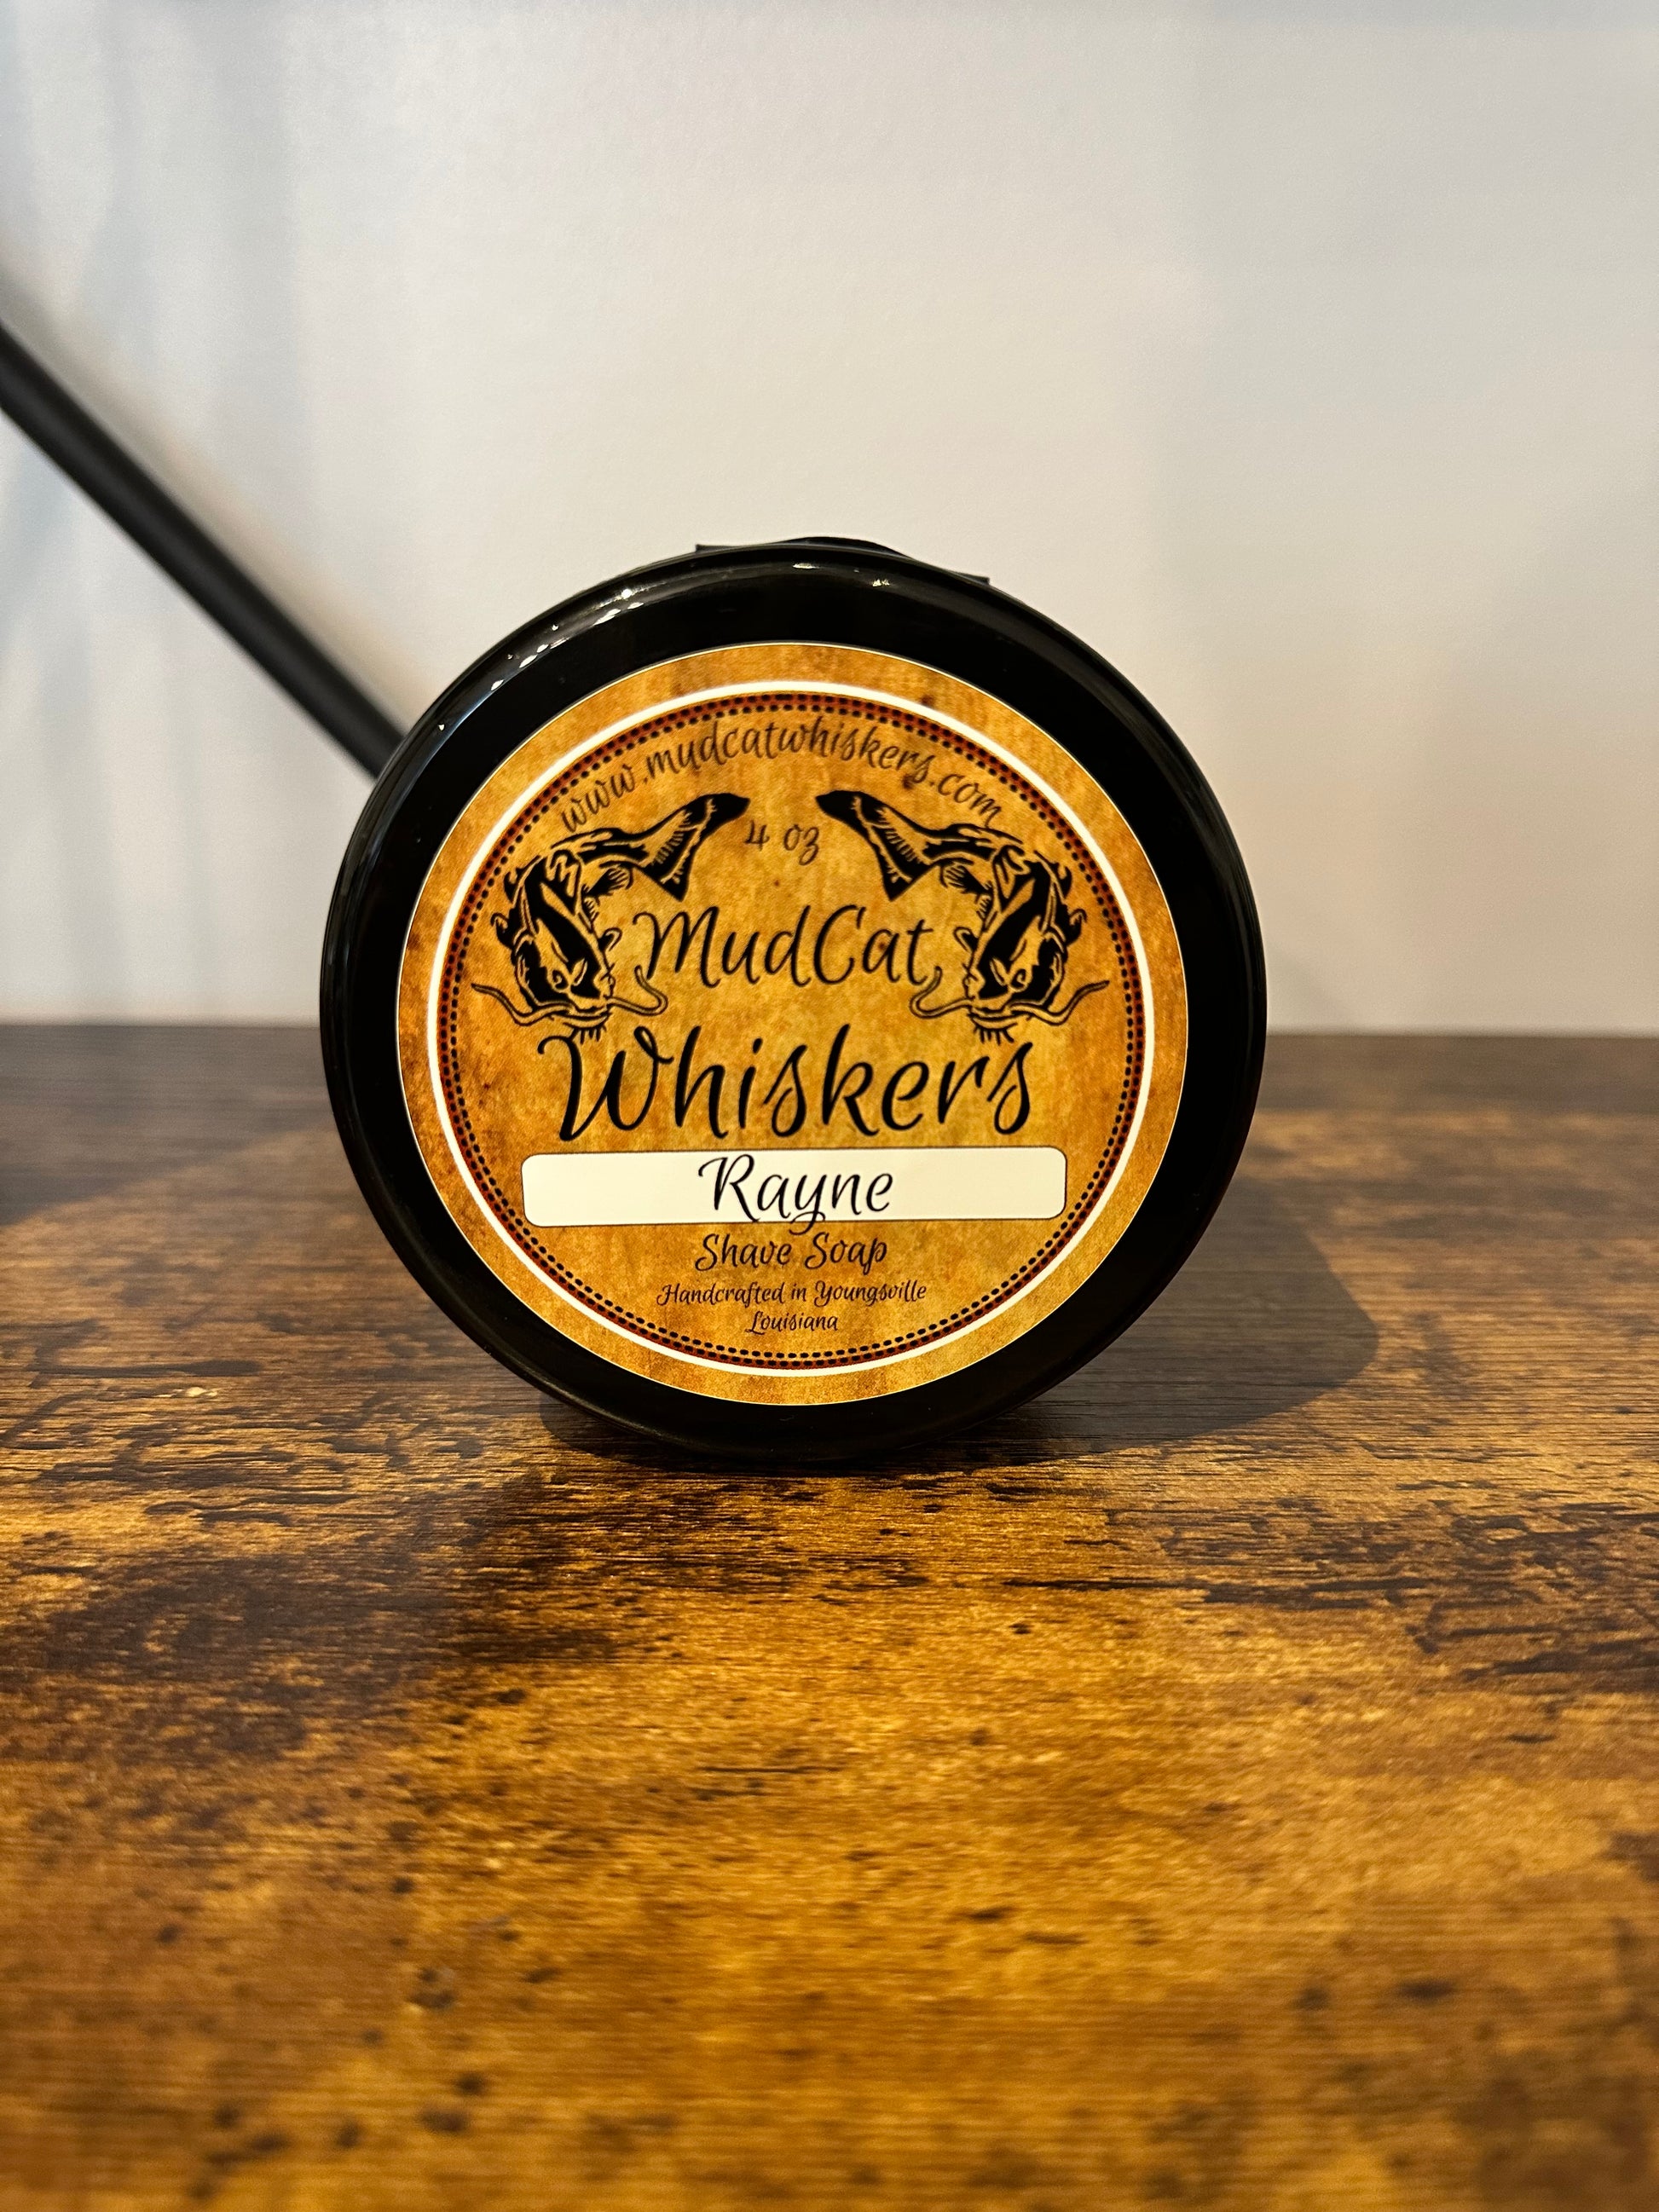 www.mudcatwhiskers.com
4 oz
MudCat
Whiskers
Rayne
Shave Soap
Handcrafted in Youngsville
Louisiana